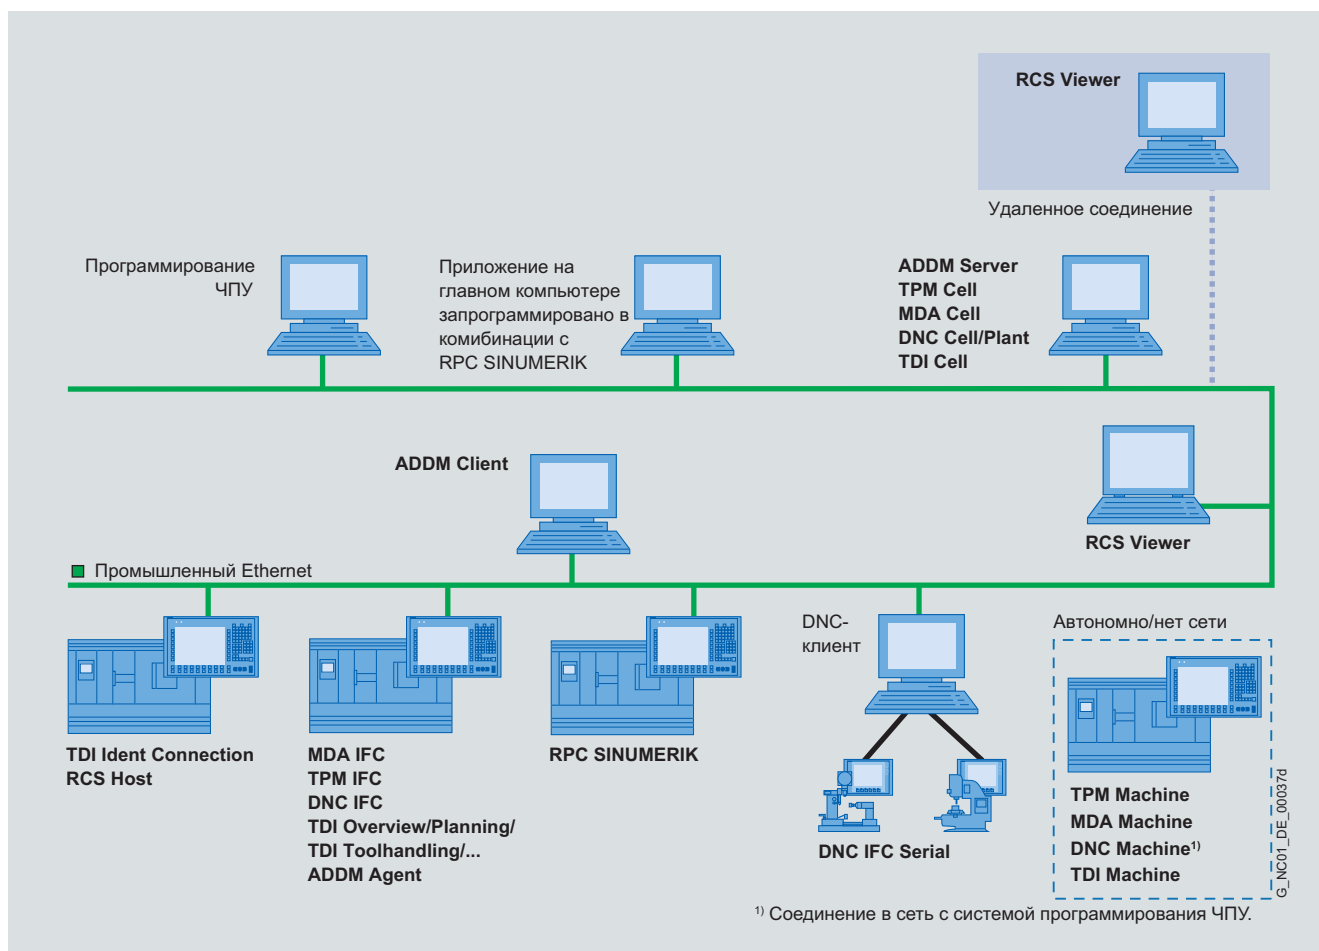 RCS Viewer
Удаленное соединение
Программирование
ЧПУ
Приложение на
главном компьютере
запрограммировано в
комибинации с
RPC SINUMERIK
ADDM Server
TPM Cell
MDA Cell
DNC Cell/Plant
TDI Cell
ADDM Client
RCS Viewer
Промышленный Ethernet
TDI Ident Connection
RCS Host
MDA IFC
TPM IFC
DNC IFC
TDI Overview/Planning/
TDI Toolhandling/...
ADDM Agent
RPC SINUMERIK
DNC-
клиент
DNC IFC Serial
Автономно/нет сети
TPM Machine
MDA Machine
DNC Machine¹⁾
TDI Machine
G_NC01_DE_00037d
¹⁾ Соединение в сеть с системой программирования ЧПУ.